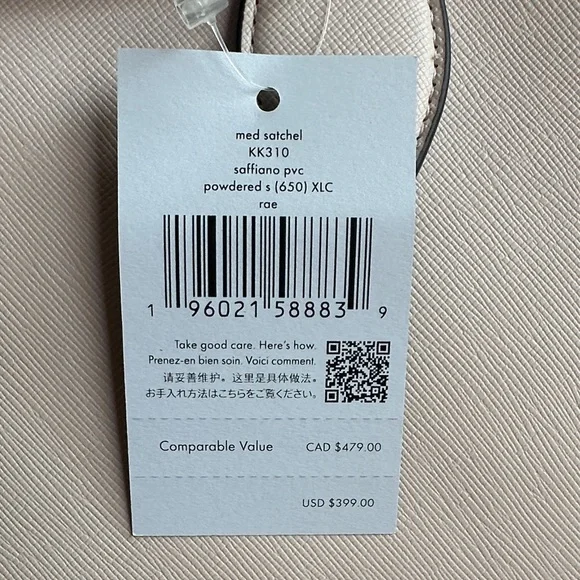 med satchel
KK310
saffiano pvc
powdered s (650) XLC
rae
1 96021 58883 9
Take good care. Here's how.
Prenez-en bien soin. Voici comment.
请妥善维护。这里是具体做法。
お手入れ方法はこちらをご覧ください。
Comparable Value CAD $479.00
USD $399.00